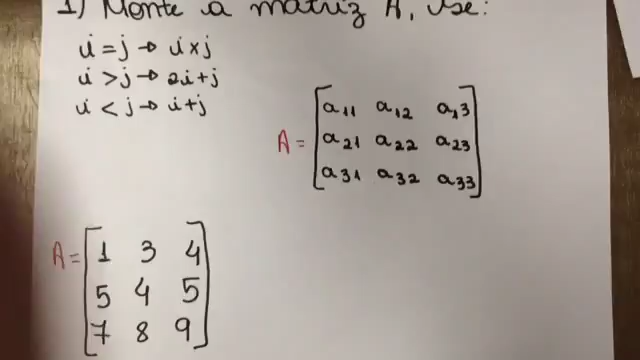 1) Monte a matriz A, use:
i = j → i x j
i > j → 2i + j
i < j → i + j
A = [a11 a12 a13
a21 a22 a23
a31 a32 a33]
A = [1 3 4
5 4 5
7 8 9]